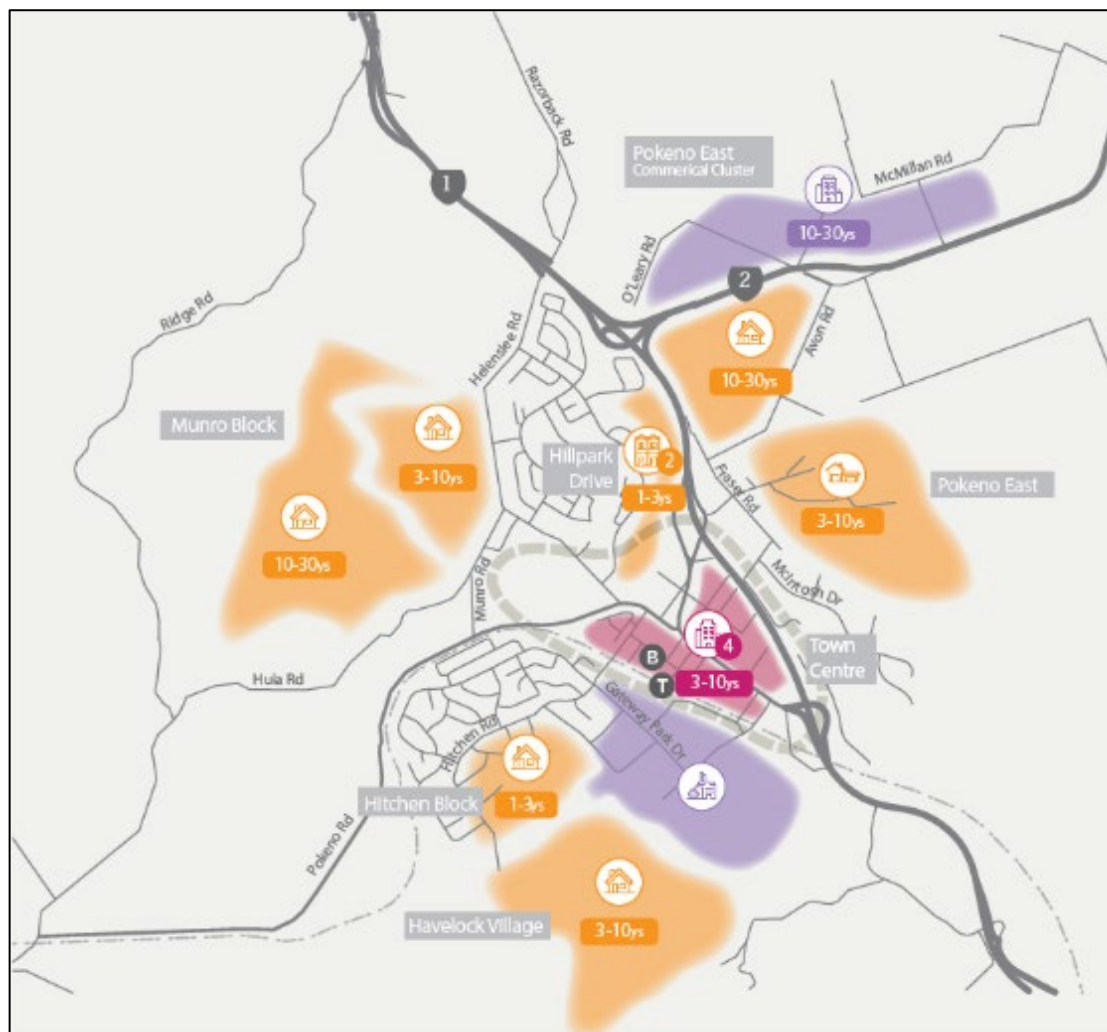 Razorback Rd
Pokeno East
Commerical Cluster
McMillan Rd
1
10-30ys
O'Leary Rd
2
Ridge Rd
Helenslee Rd
Avon Rd
10-30ys
Munro Block
3-10ys
Hillpark
Drive
2
1-3ys
Fraser Rd
Pokeno East
3-10ys
10-30ys
Munro Rd
McIntosh Dr
4
B
T
3-10ys
Town
Centre
Huia Rd
Gateway Park Dr
Hitchen Rd
Hitchen Block
1-3ys
Pokeno Rd
Havelock Village
3-10ys